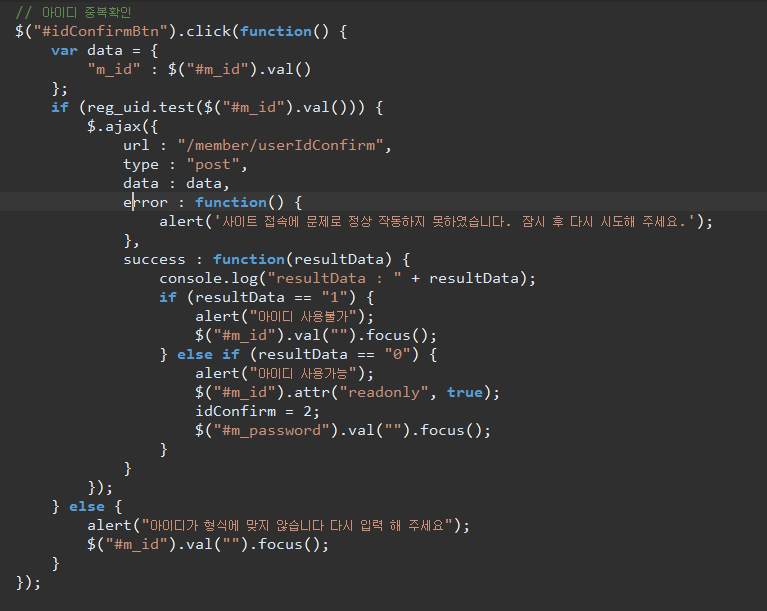 // 아이디 중복확인
$("#idConfirmBtn").click(function() {
    var data = {
        "m_id" : $("#m_id").val()
    };
    if (reg_uid.test($("#m_id").val())) {
        $.ajax({
            url : "/member/userIdConfirm",
            type : "post",
            data : data,
            error : function() {
                alert('사이트 접속에 문제로 정상 작동하지 못하였습니다. 잠시 후 다시 시도해 주세요.');
            },
            success : function(resultData) {
                console.log("resultData : " + resultData);
                if (resultData == "1") {
                    alert("아이디 사용불가");
                    $("#m_id").val("").focus();
                } else if (resultData == "0") {
                    alert("아이디 사용가능");
                    $("#m_id").attr("readonly", true);
                    idConfirm = 2;
                    $("#m_password").val("").focus();
                }
            }
        });
    } else {
        alert("아이디가 형식에 맞지 않습니다 다시 입력 해 주세요");
        $("#m_id").val("").focus();
    }
});